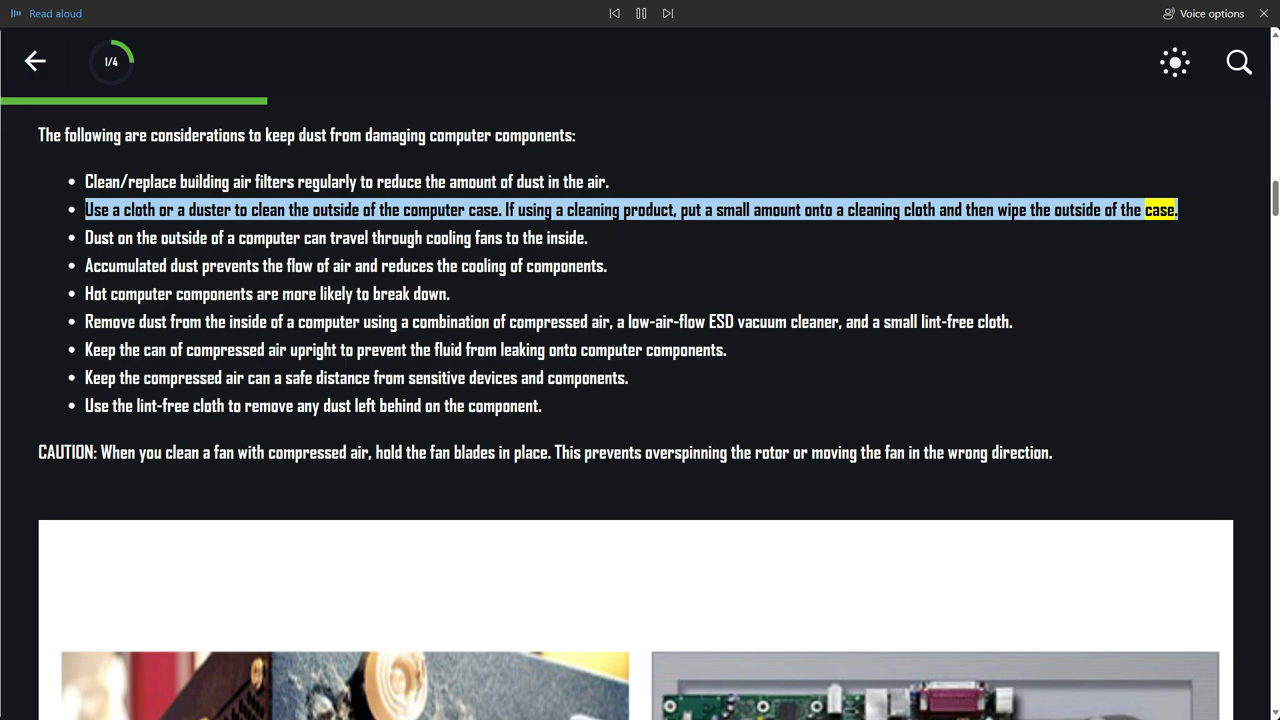 Read aloud
Voice options
1/4
The following are considerations to keep dust from damaging computer components:
Clean/replace building air filters regularly to reduce the amount of dust in the air.
Use a cloth or a duster to clean the outside of the computer case. If using a cleaning product, put a small amount onto a cleaning cloth and then wipe the outside of the case.
Dust on the outside of a computer can travel through cooling fans to the inside.
Accumulated dust prevents the flow of air and reduces the cooling of components.
Hot computer components are more likely to break down.
Remove dust from the inside of a computer using a combination of compressed air, a low-air-flow ESD vacuum cleaner, and a small lint-free cloth.
Keep the can of compressed air upright to prevent the fluid from leaking onto computer components.
Keep the compressed air can a safe distance from sensitive devices and components.
Use the lint-free cloth to remove any dust left behind on the component.
CAUTION: When you clean a fan with compressed air, hold the fan blades in place. This prevents overspinning the rotor or moving the fan in the wrong direction.